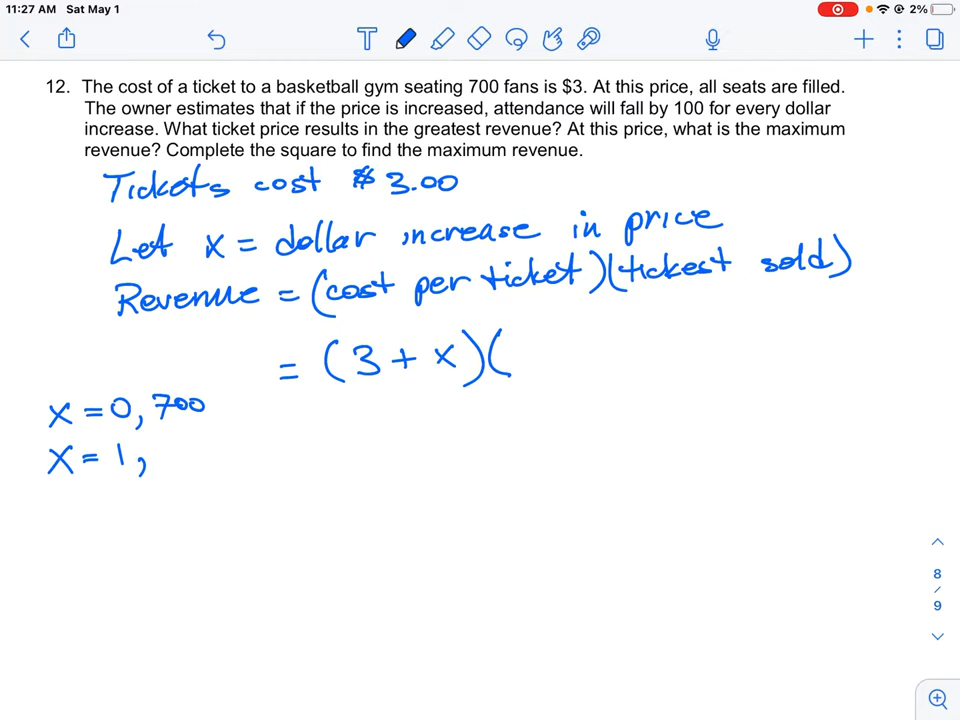 11:27 AM Sat May 1
2%
12. The cost of a ticket to a basketball gym seating 700 fans is $3. At this price, all seats are filled.
The owner estimates that if the price is increased, attendance will fall by 100 for every dollar
increase. What ticket price results in the greatest revenue? At this price, what is the maximum
revenue? Complete the square to find the maximum revenue.
Tickets cost $3.00
Let x = dollar increase in price
Revenue = (cost per ticket)(tickest sold)
= (3 + x)(
x = 0, 700
x = 1,
8
/
9